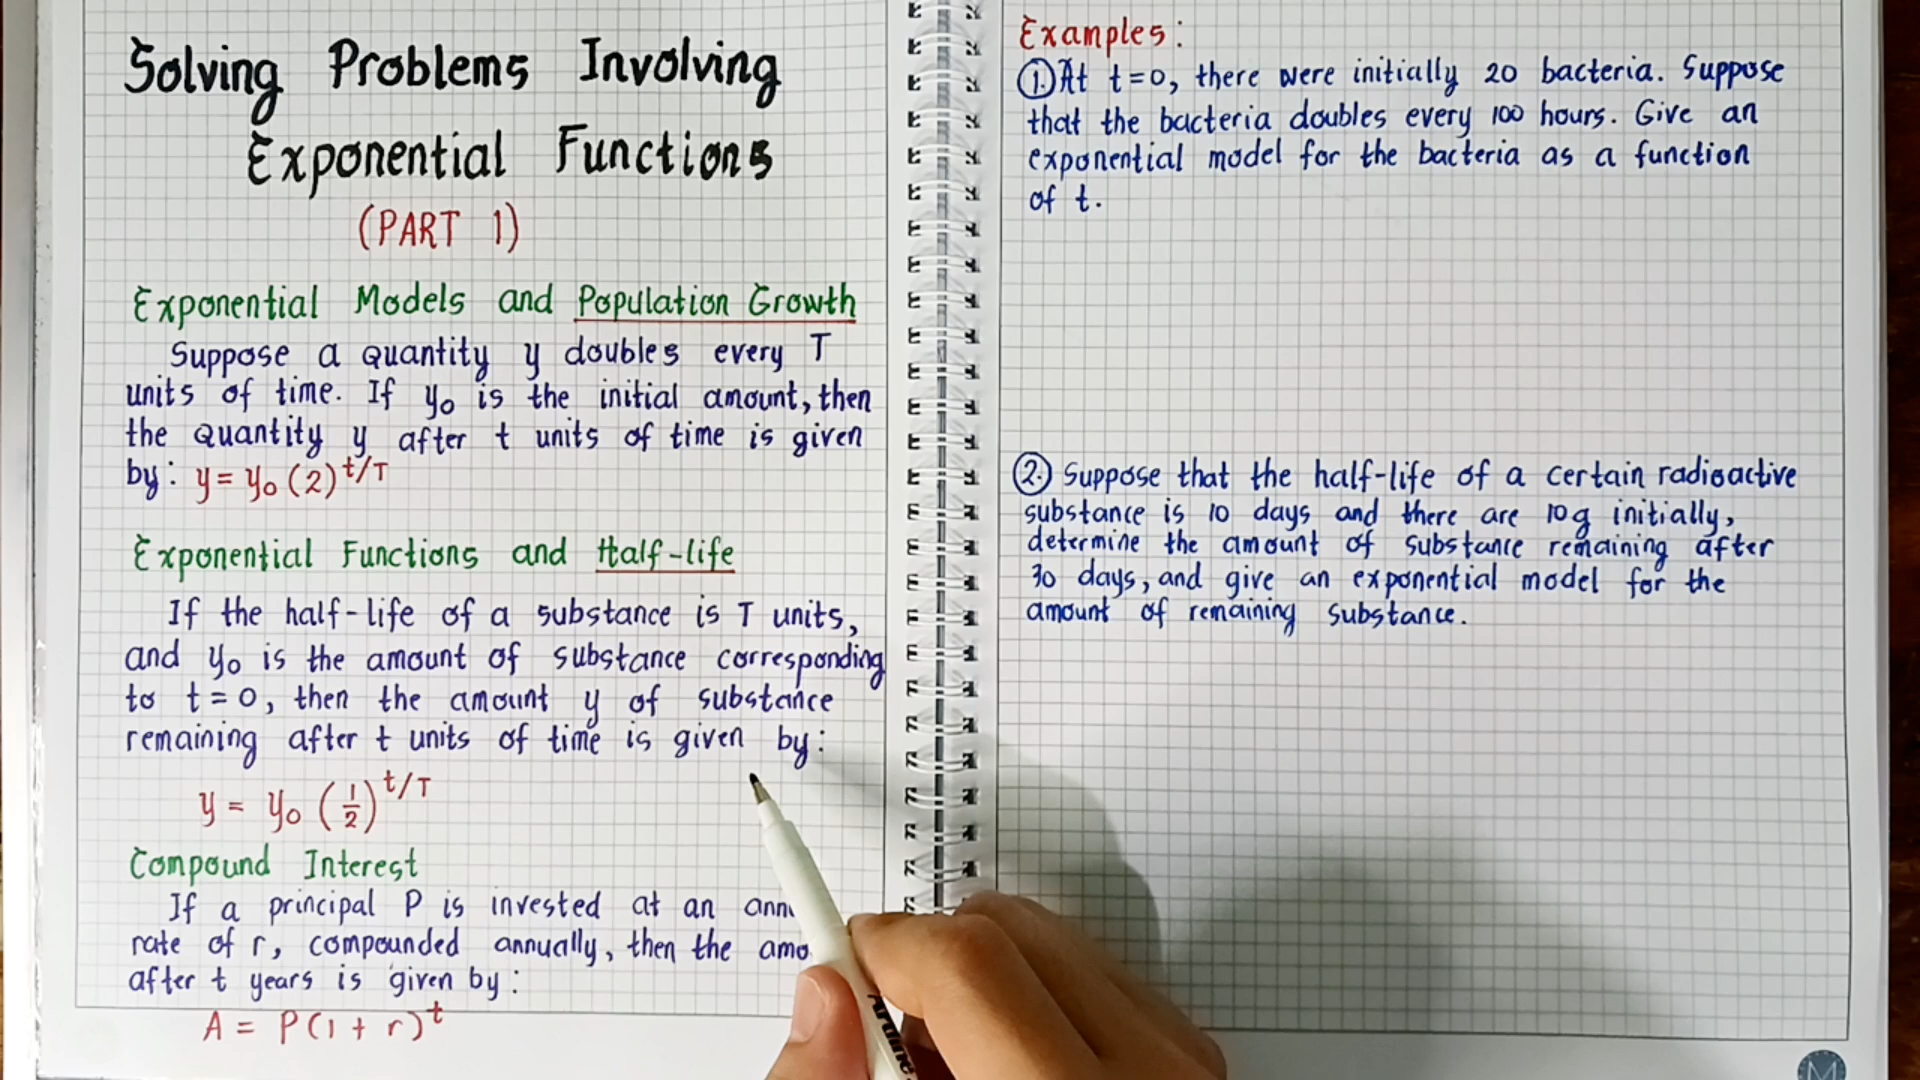 Solving Problems Involving
Exponential Functions
(PART 1)
Exponential Models and Population Growth
Suppose a quantity y doubles every T
units of time. If y₀ is the initial amount, then
the quantity y after t units of time is given
by: y = y₀ (2)^t/T
Exponential Functions and Half-life
If the half-life of a substance is T units,
and y₀ is the amount of substance corresponding
to t = 0, then the amount y of substance
remaining after t units of time is given by:
y = y₀ (1/2)^t/T
Compound Interest
If a principal P is invested at an
rate of r, compounded annually, then the
after t years is given by:
A = P(1 + r)^t
Examples:
1. At t = 0, there were initially 20 bacteria. Suppose
that the bacteria doubles every 100 hours. Give an
exponential model for the bacteria as a function
of t.
2. Suppose that the half-life of a certain radioactive
substance is 10 days and there are 10g initially,
determine the amount of substance remaining after
30 days, and give an exponential model for the
amount of remaining substance.
M